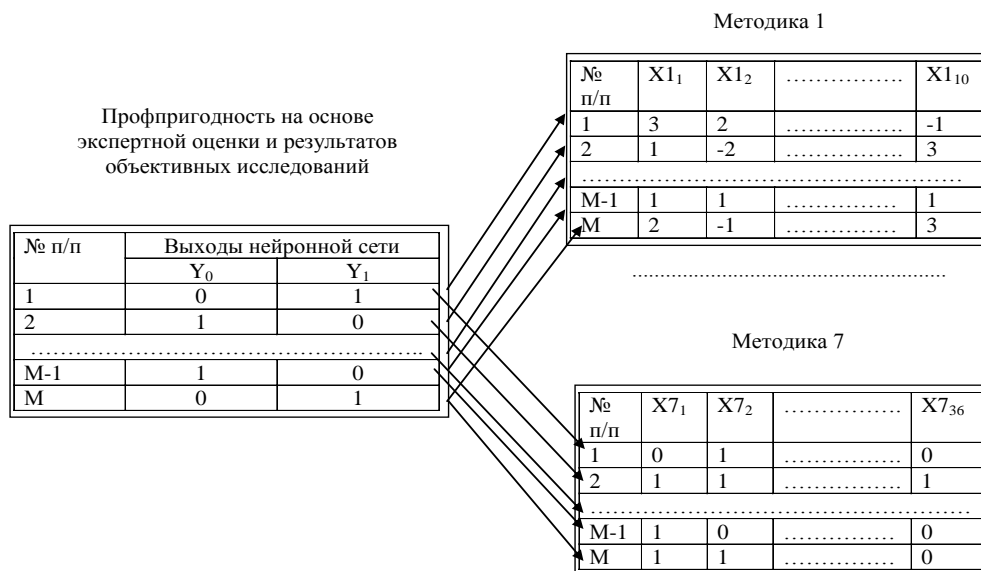 Методика 1
№ п/п X1₁ X1₂ ……………. X1₁₀
1 3 2 ……………. -1
2 1 -2 ……………. 3
……………………………………………
M-1 1 1 …………… 1
M 2 -1 …………… 3
Профпригодность на основе
экспертной оценки и результатов
объективных исследований
№ п/п Выходы нейронной сети
Y₀ Y₁
1 0 1
2 1 0
…………………………………………..
M-1 1 0
M 0 1
……………………………………………
Методика 7
№ п/п X7₁ X7₂ ……………. X7₃₆
1 0 1 ……………. 0
2 1 1 ……………. 1
……………………………………………
M-1 1 0 …………… 0
M 1 1 …………… 0